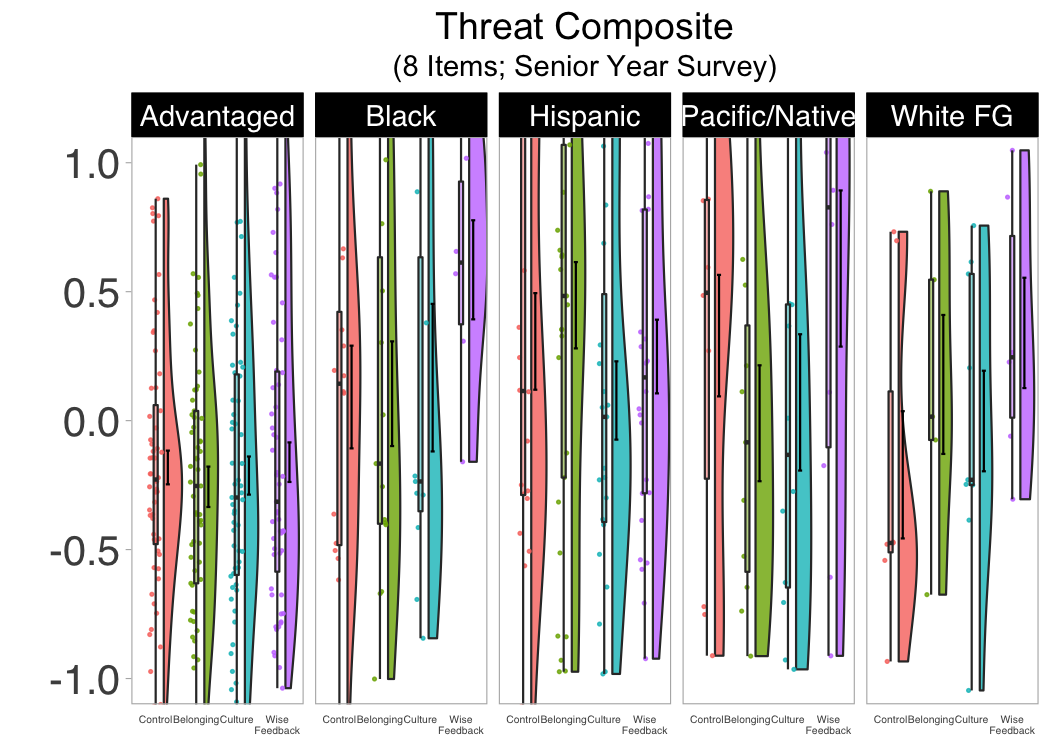 Threat Composite
(8 Items; Senior Year Survey)
Advantaged Black Hispanic Pacific/Native White FG
1.0
0.5
0.0
-0.5
-1.0
Control Belonging Culture Wise Control Belonging Culture Wise Control Belonging Culture Wise Control Belonging Culture Wise Control Belonging Culture Wise
Feedback Feedback Feedback Feedback Feedback